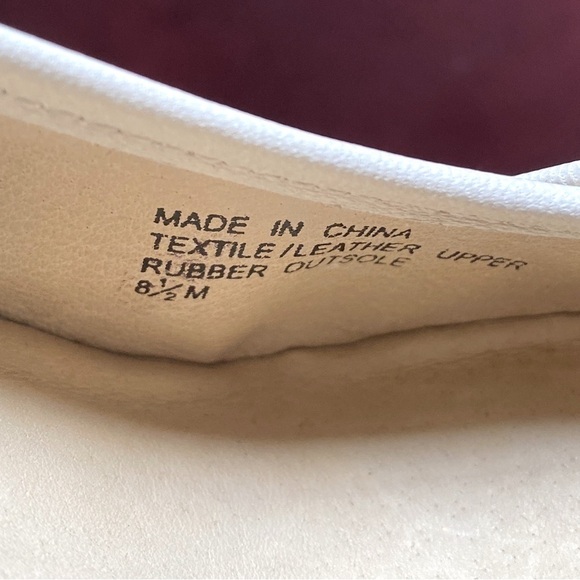 MADE IN CHINA
TEXTILE/LEATHER UPPER
RUBBER OUTSOLE
8½M